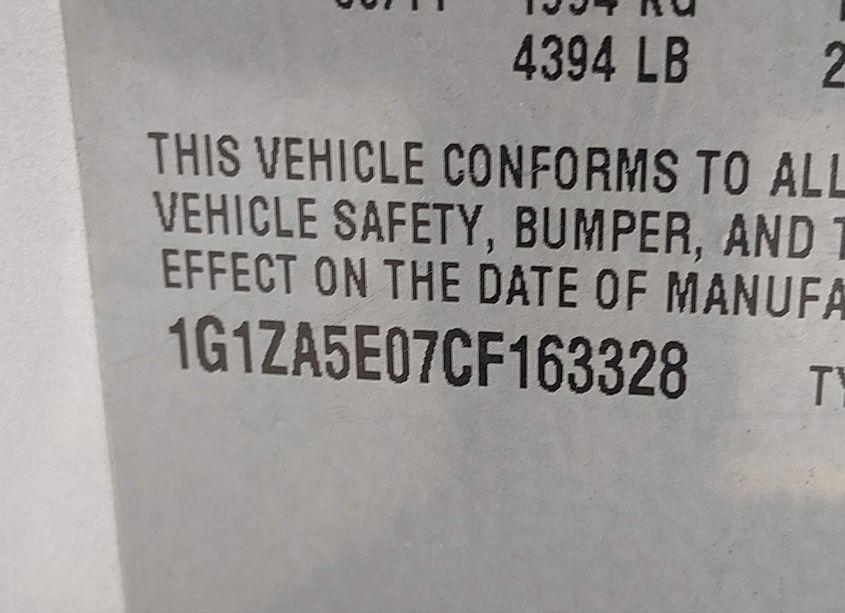 4394 LB
THIS VEHICLE CONFORMS TO ALL
VEHICLE SAFETY, BUMPER, AND
EFFECT ON THE DATE OF MANUFA
1G1ZA5E07CF163328